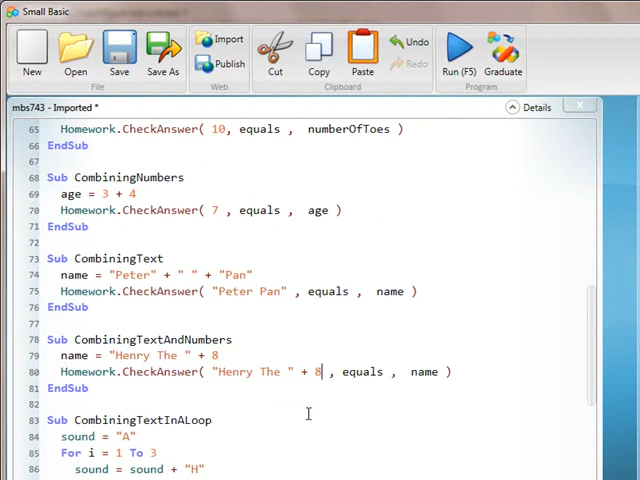 Small Basic
New Open Save Save As Import Publish Cut Copy Paste Undo Redo Run (F5) Graduate
File Web Clipboard Program
mbs743 - Imported * Details x
65 Homework.CheckAnswer( 10, equals , numberOfToes )
66 EndSub
67
68 Sub CombiningNumbers
69 age = 3 + 4
70 Homework.CheckAnswer( 7 , equals , age )
71 EndSub
72
73 Sub CombiningText
74 name = "Peter" + " " + "Pan"
75 Homework.CheckAnswer( "Peter Pan" , equals , name )
76 EndSub
77
78 Sub CombiningTextAndNumbers
79 name = "Henry The " + 8
80 Homework.CheckAnswer( "Henry The " + 8 , equals , name )
81 EndSub
82
83 Sub CombiningTextInALoop
84 sound = "A"
85 For i = 1 To 3
86 sound = sound + "H"